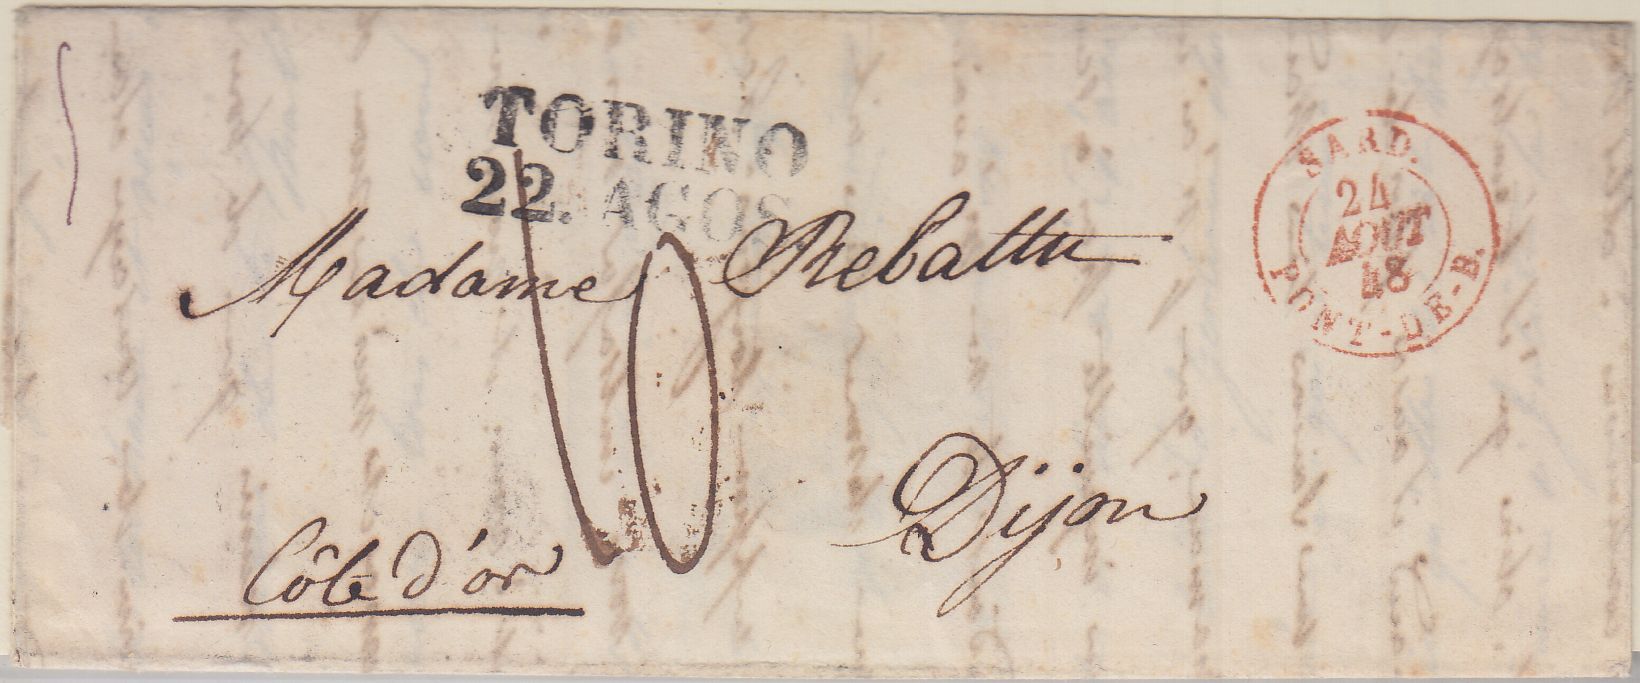 TORINO
22. AGOS
SARD.
24
AOUT
48
PONT-DE-B.
Madame Rebattu
10
Dijon
Côte d'or